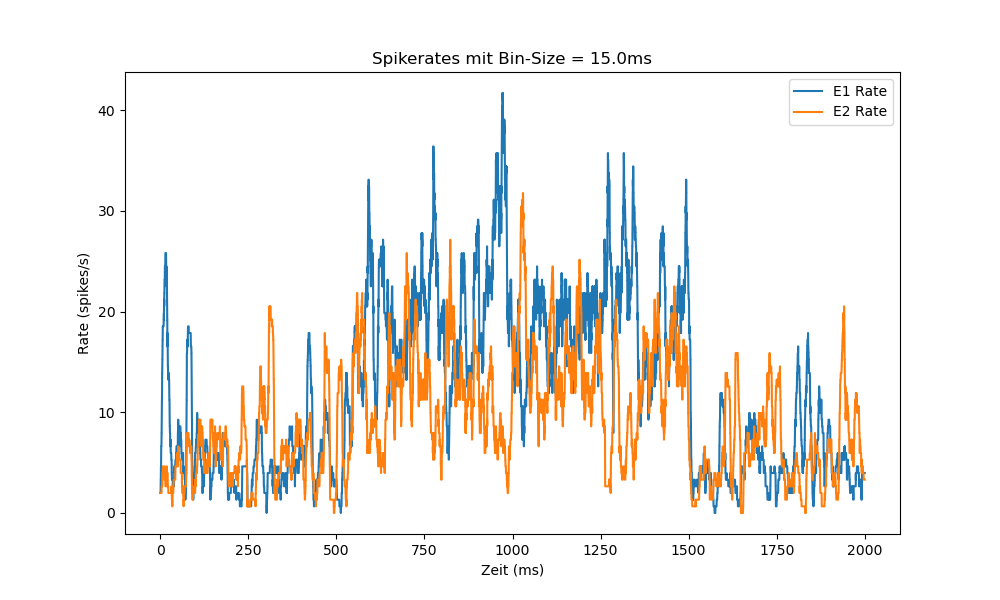 Spikerates mit Bin-Size = 15.0ms
E1 Rate
E2 Rate
Rate (spikes/s)
40
30
20
10
0
0 250 500 750 1000 1250 1500 1750 2000
Zeit (ms)